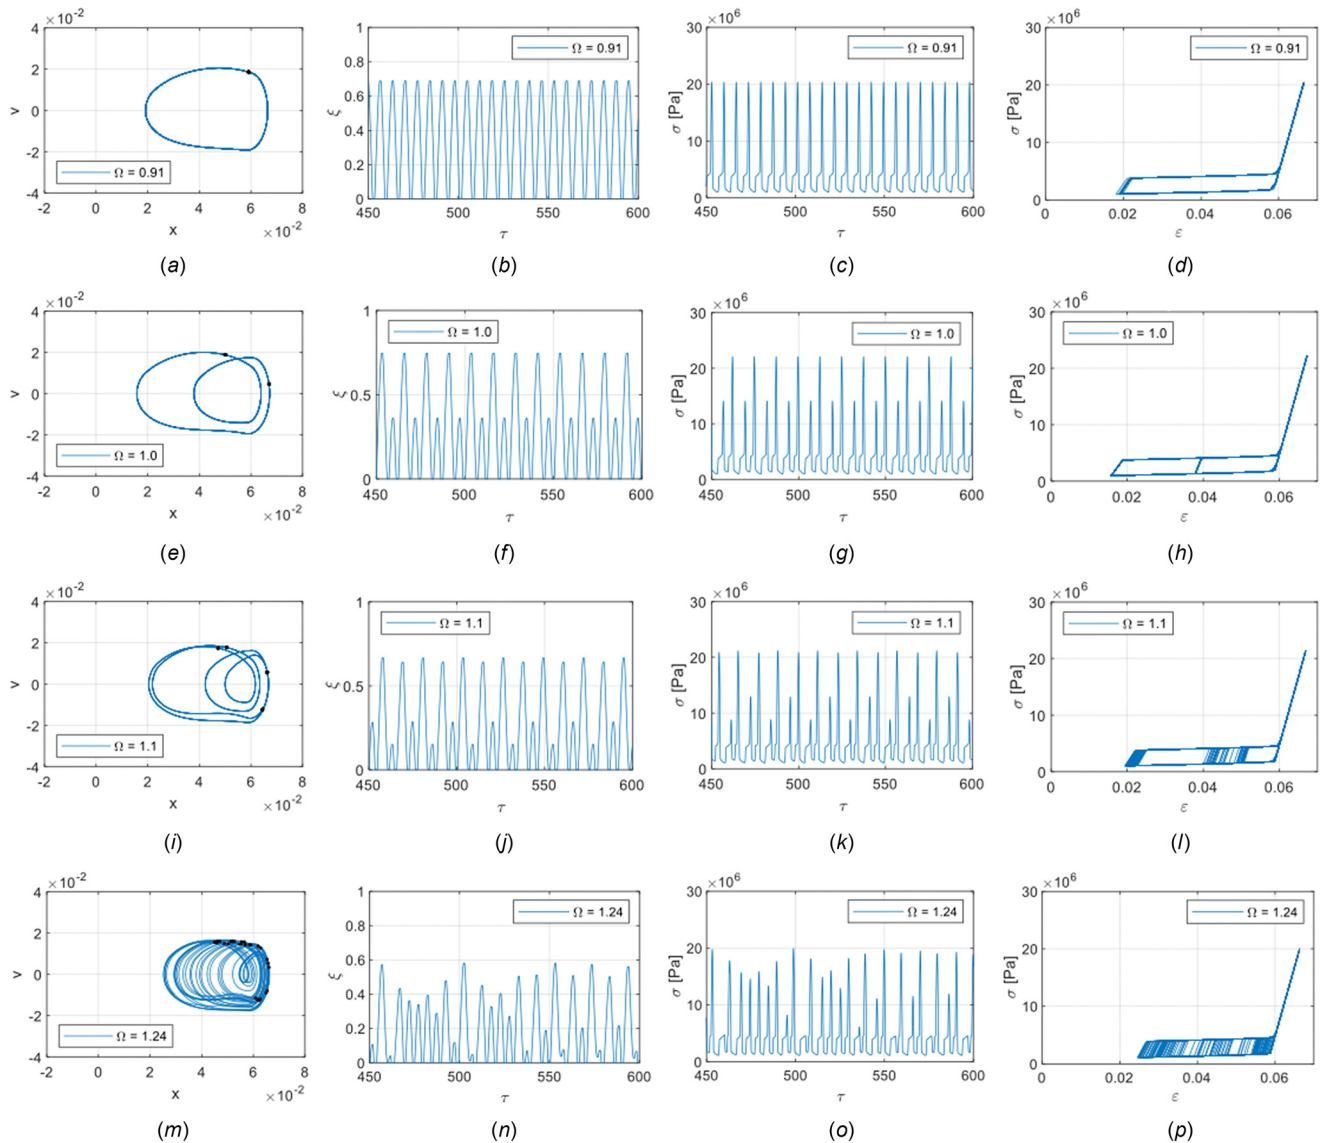 ×10⁻²
4
2
0
-2
-4
v
Ω = 0.91
-2 0 2 4 6 8
x ×10⁻²
(a)
1
0.8
0.6
0.4
0.2
0
ξ
Ω = 0.91
450 500 550 600
τ
(b)
×10⁶
30
20
10
0
σ [Pa]
Ω = 0.91
450 500 550 600
τ
(c)
×10⁶
30
20
10
0
σ [Pa]
Ω = 0.91
0 0.02 0.04 0.06
ε
(d)
×10⁻²
4
2
0
-2
-4
v
Ω = 1.0
-2 0 2 4 6 8
x ×10⁻²
(e)
1
0.5
0
ξ
Ω = 1.0
450 500 550 600
τ
(f)
×10⁶
30
20
10
0
σ [Pa]
Ω = 1.0
450 500 550 600
τ
(g)
×10⁶
30
20
10
0
σ [Pa]
Ω = 1.0
0 0.02 0.04 0.06
ε
(h)
×10⁻²
4
2
0
-2
-4
v
Ω = 1.1
-2 0 2 4 6 8
x ×10⁻²
(i)
1
0.5
0
ξ
Ω = 1.1
450 500 550 600
τ
(j)
×10⁶
30
20
10
0
σ [Pa]
Ω = 1.1
450 500 550 600
τ
(k)
×10⁶
30
20
10
0
σ [Pa]
Ω = 1.1
0 0.02 0.04 0.06
ε
(l)
×10⁻²
4
2
0
-2
-4
v
Ω = 1.24
-2 0 2 4 6 8
x ×10⁻²
(m)
1
0.8
0.6
0.4
0.2
0
ξ
Ω = 1.24
450 500 550 600
τ
(n)
×10⁶
30
20
10
0
σ [Pa]
Ω = 1.24
450 500 550 600
τ
(o)
×10⁶
30
20
10
0
σ [Pa]
Ω = 1.24
0 0.02 0.04 0.06
ε
(p)